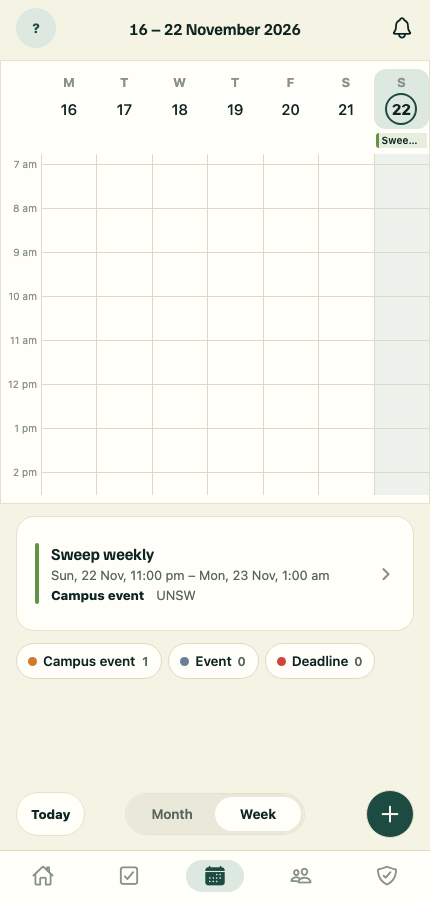 ?
16 – 22 November 2026
M T W T F S S
16 17 18 19 20 21 22
Swee...
7 am
8 am
9 am
10 am
11 am
12 pm
1 pm
2 pm
Sweep weekly
Sun, 22 Nov, 11:00 pm – Mon, 23 Nov, 1:00 am
Campus event UNSW
Campus event 1 Event 0 Deadline 0
Today Month Week